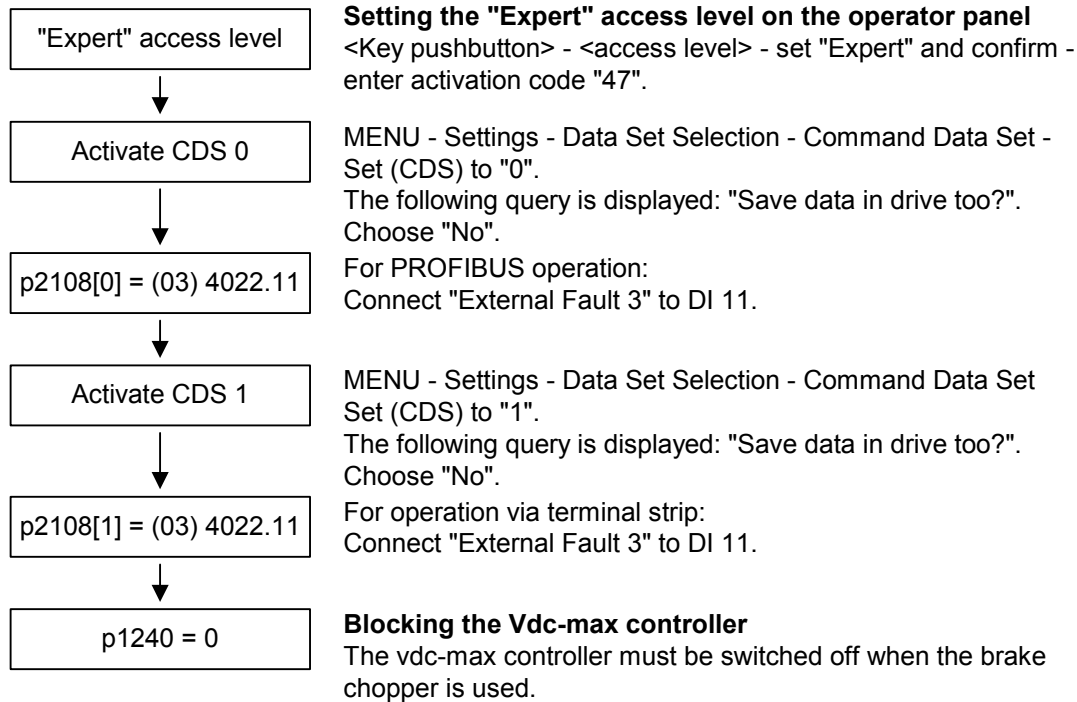 "Expert" access level
Setting the "Expert" access level on the operator panel
<Key pushbutton> - <access level> - set "Expert" and confirm -
enter activation code "47".
Activate CDS 0
MENU - Settings - Data Set Selection - Command Data Set -
Set (CDS) to "0".
The following query is displayed: "Save data in drive too?".
Choose "No".
p2108[0] = (03) 4022.11
For PROFIBUS operation:
Connect "External Fault 3" to DI 11.
Activate CDS 1
MENU - Settings - Data Set Selection - Command Data Set
Set (CDS) to "1".
The following query is displayed: "Save data in drive too?".
Choose "No".
p2108[1] = (03) 4022.11
For operation via terminal strip:
Connect "External Fault 3" to DI 11.
p1240 = 0
Blocking the Vdc-max controller
The vdc-max controller must be switched off when the brake
chopper is used.